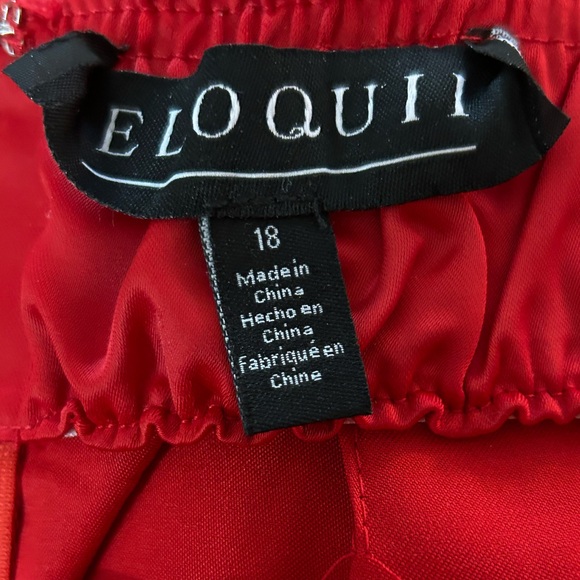 ELOQUII
18
Made in
China
Hecho en
China
Fabriqué en
Chine